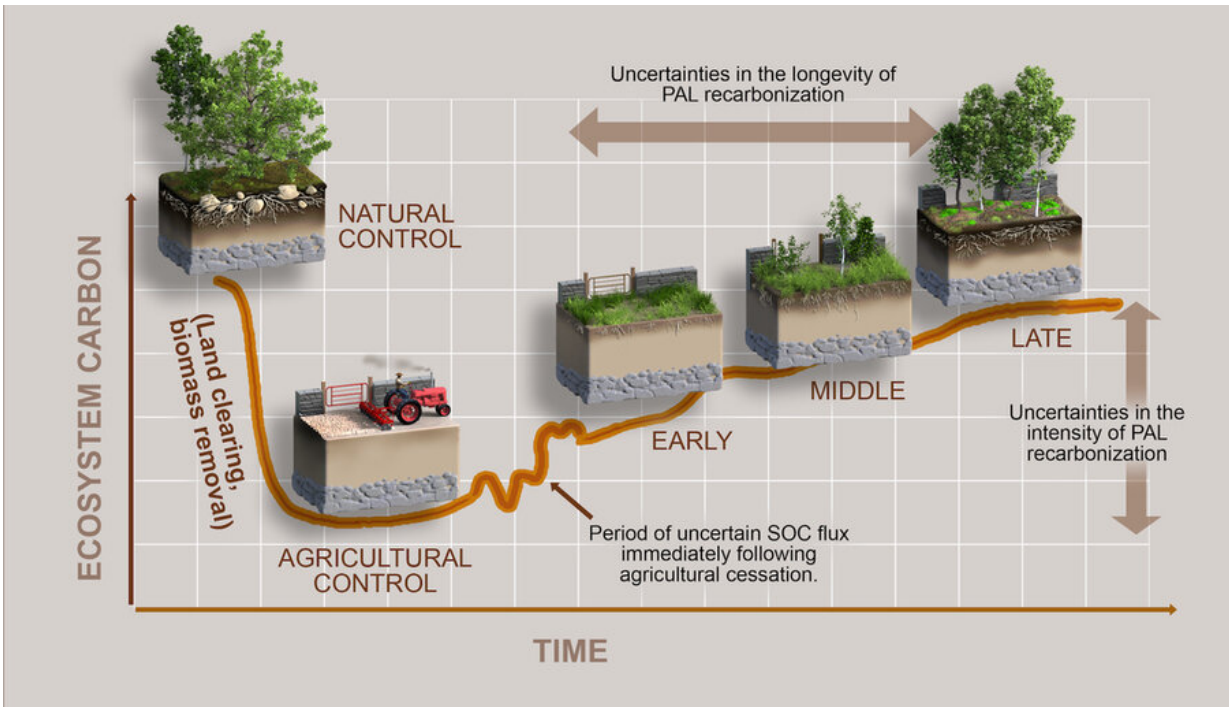 Uncertainties in the longevity of
PAL recarbonization
NATURAL
CONTROL
ECOSYSTEM CARBON
(Land clearing,
biomass removal)
LATE
MIDDLE
EARLY
Uncertainties in the
intensity of PAL
recarbonization
Period of uncertain SOC flux
immediately following
agricultural cessation.
AGRICULTURAL
CONTROL
TIME